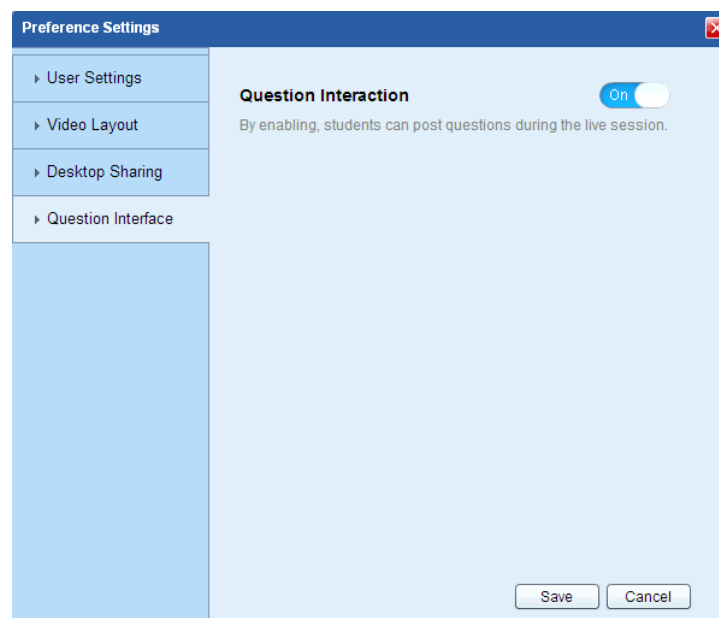 Preference Settings
User Settings
Video Layout
Desktop Sharing
Question Interface
Question Interaction
On
By enabling, students can post questions during the live session.
Save
Cancel